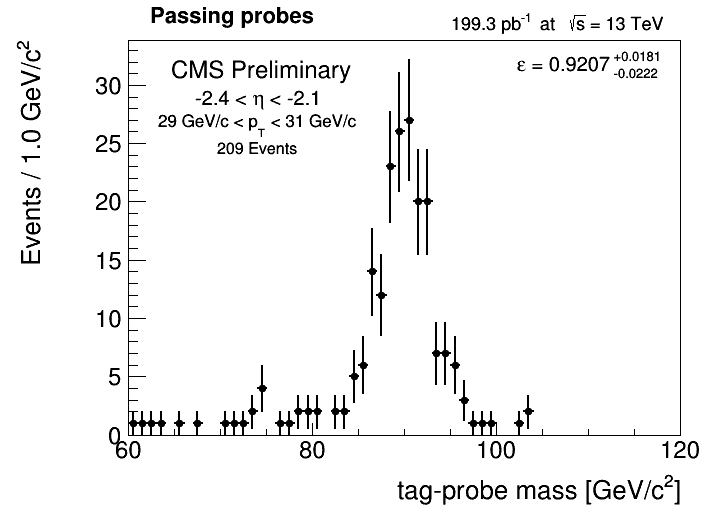 Passing probes
199.3 pb⁻¹ at √s = 13 TeV
CMS Preliminary
ε = 0.9207 +0.0181 -0.0222
-2.4 < η < -2.1
29 GeV/c < p_T < 31 GeV/c
209 Events
Events / 1.0 GeV/c²
30
25
20
15
10
5
0
60 80 100 120
tag-probe mass [GeV/c²]